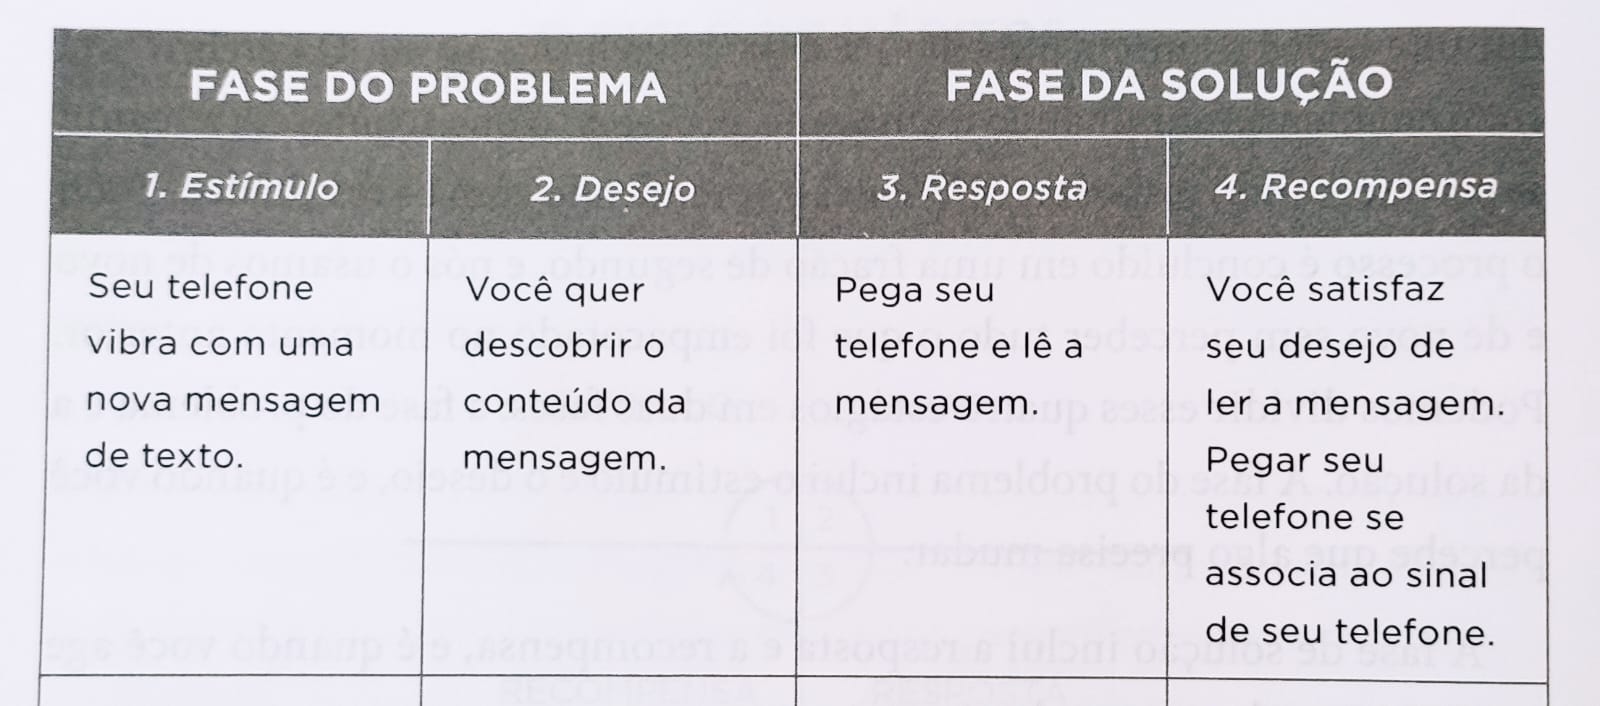 FASE DO PROBLEMA
FASE DA SOLUÇÃO
1. Estímulo
2. Desejo
3. Resposta
4. Recompensa
Seu telefone
vibra com uma
nova mensagem
de texto.
Você quer
descobrir o
conteúdo da
mensagem.
Pega seu
telefone e lê a
mensagem.
Você satisfaz
seu desejo de
ler a mensagem.
Pegar seu
telefone se
associa ao sinal
de seu telefone.